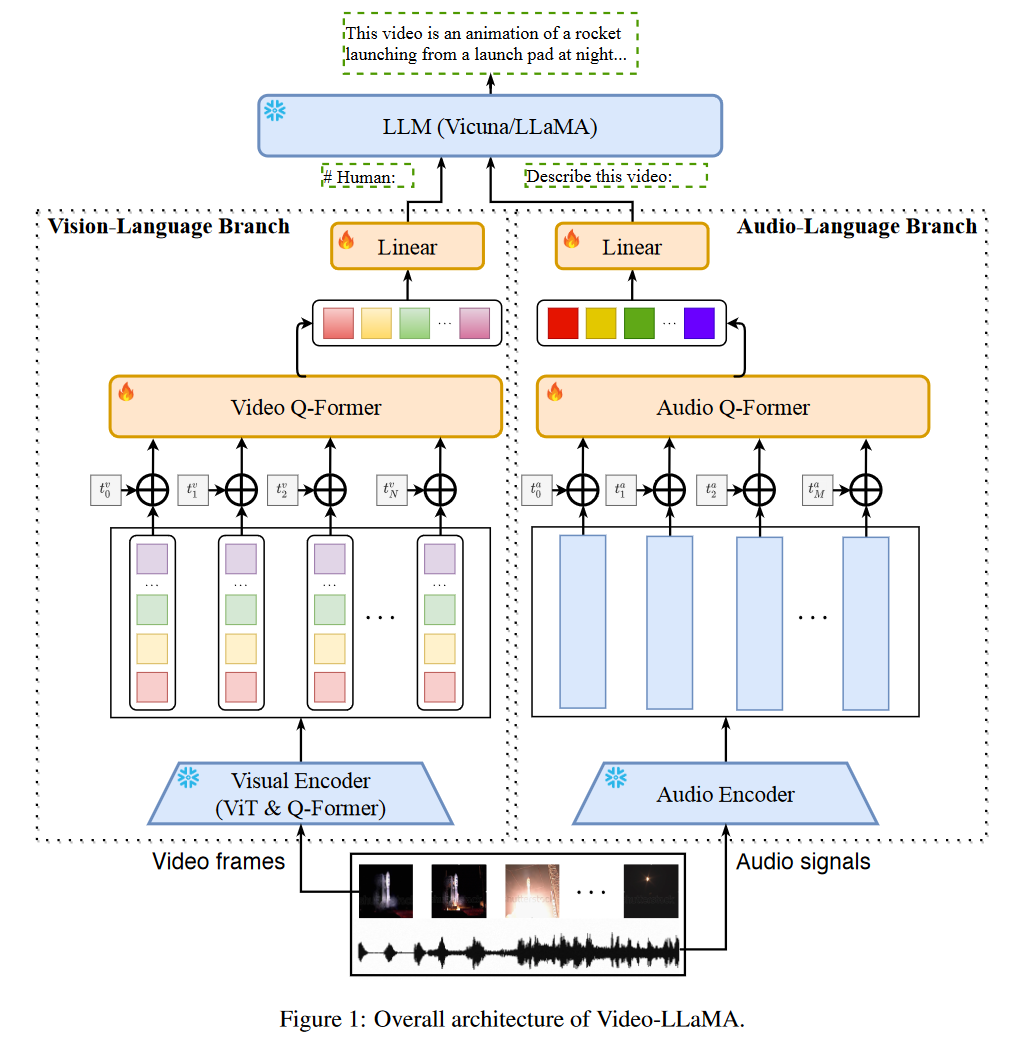 This video is an animation of a rocket
launching from a launch pad at night...
LLM (Vicuna/LLaMA)
# Human:
Describe this video:
Vision-Language Branch
Audio-Language Branch
Linear
Linear
...
...
Video Q-Former
Audio Q-Former
t_0^v
t_1^v
t_2^v
t_N^v
t_0^a
t_1^a
t_2^a
t_M^a
... ... ... ...
...
...
Visual Encoder
(ViT & Q-Former)
Audio Encoder
Video frames
Audio signals
...
Figure 1: Overall architecture of Video-LLaMA.